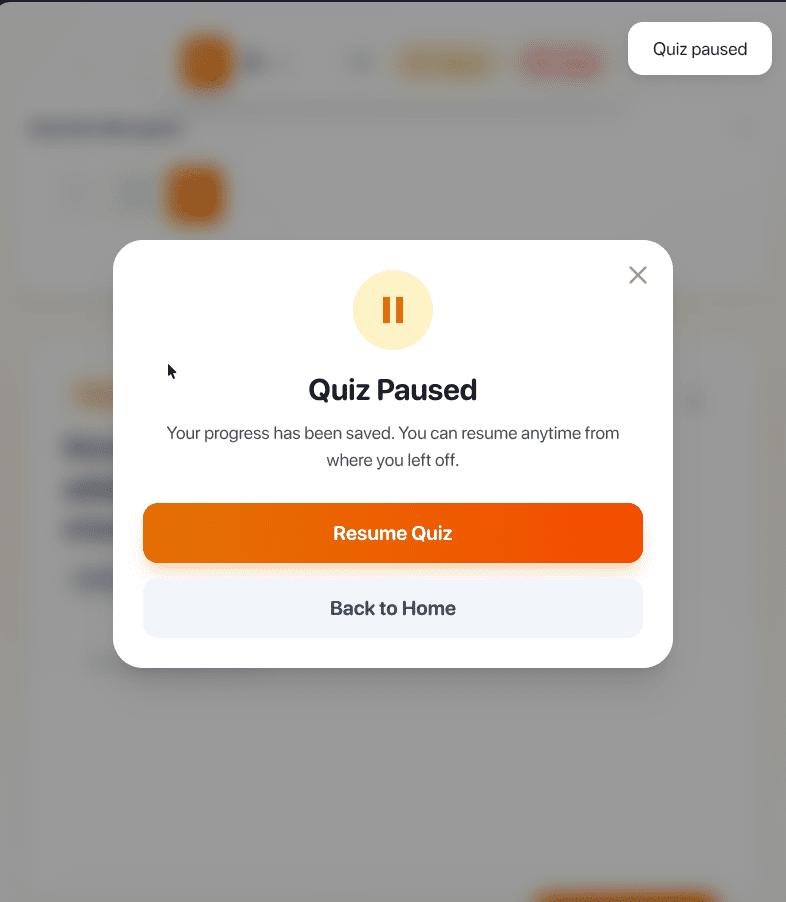 Quiz paused
Quiz Paused
Your progress has been saved. You can resume anytime from
where you left off.
Resume Quiz
Back to Home